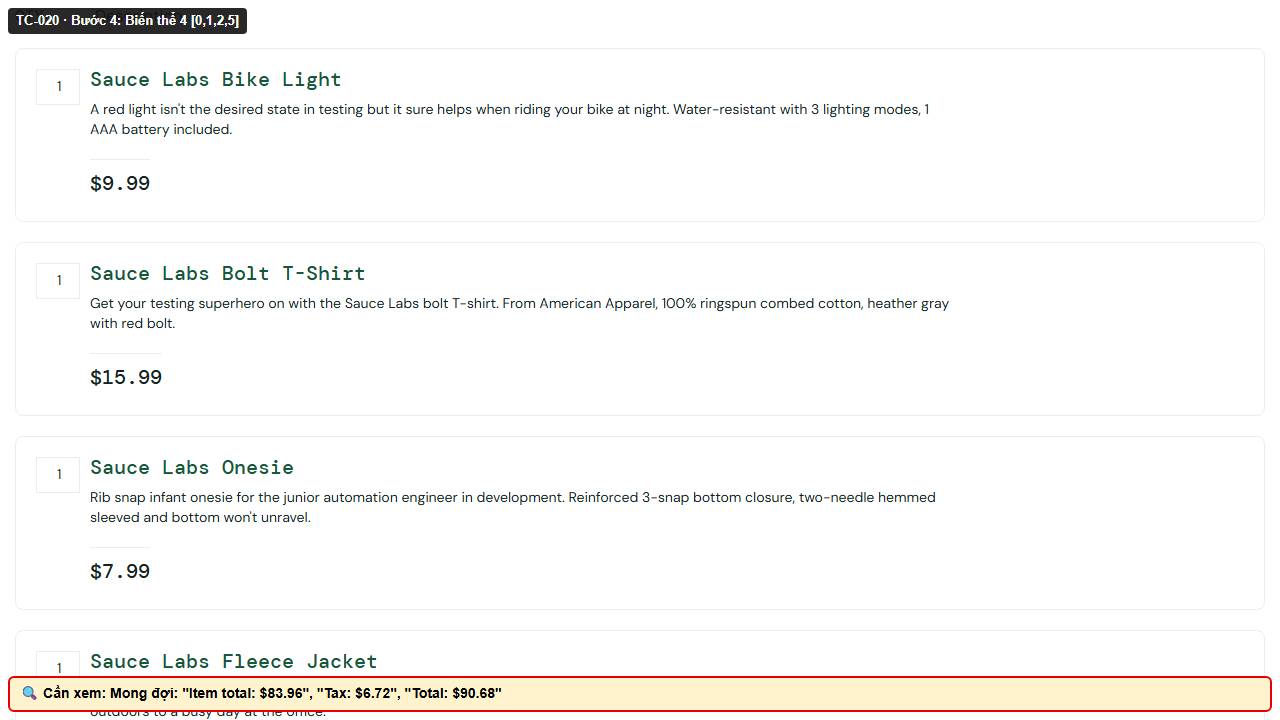 TC-020 · Bước 4: Biến thể 4 [0,1,2,5]
1
Sauce Labs Bike Light
A red light isn't the desired state in testing but it sure helps when riding your bike at night. Water-resistant with 3 lighting modes, 1
AAA battery included.
$9.99
1
Sauce Labs Bolt T-Shirt
Get your testing superhero on with the Sauce Labs bolt T-shirt. From American Apparel, 100% ringspun combed cotton, heather gray
with red bolt.
$15.99
1
Sauce Labs Onesie
Rib snap infant onesie for the junior automation engineer in development. Reinforced 3-snap bottom closure, two-needle hemmed
sleeved and bottom won't unravel.
$7.99
1
Sauce Labs Fleece Jacket
🔍 Cần xem: Mong đợi: "Item total: $83.96", "Tax: $6.72", "Total: $90.68"
outdoors to a busy day at the office.